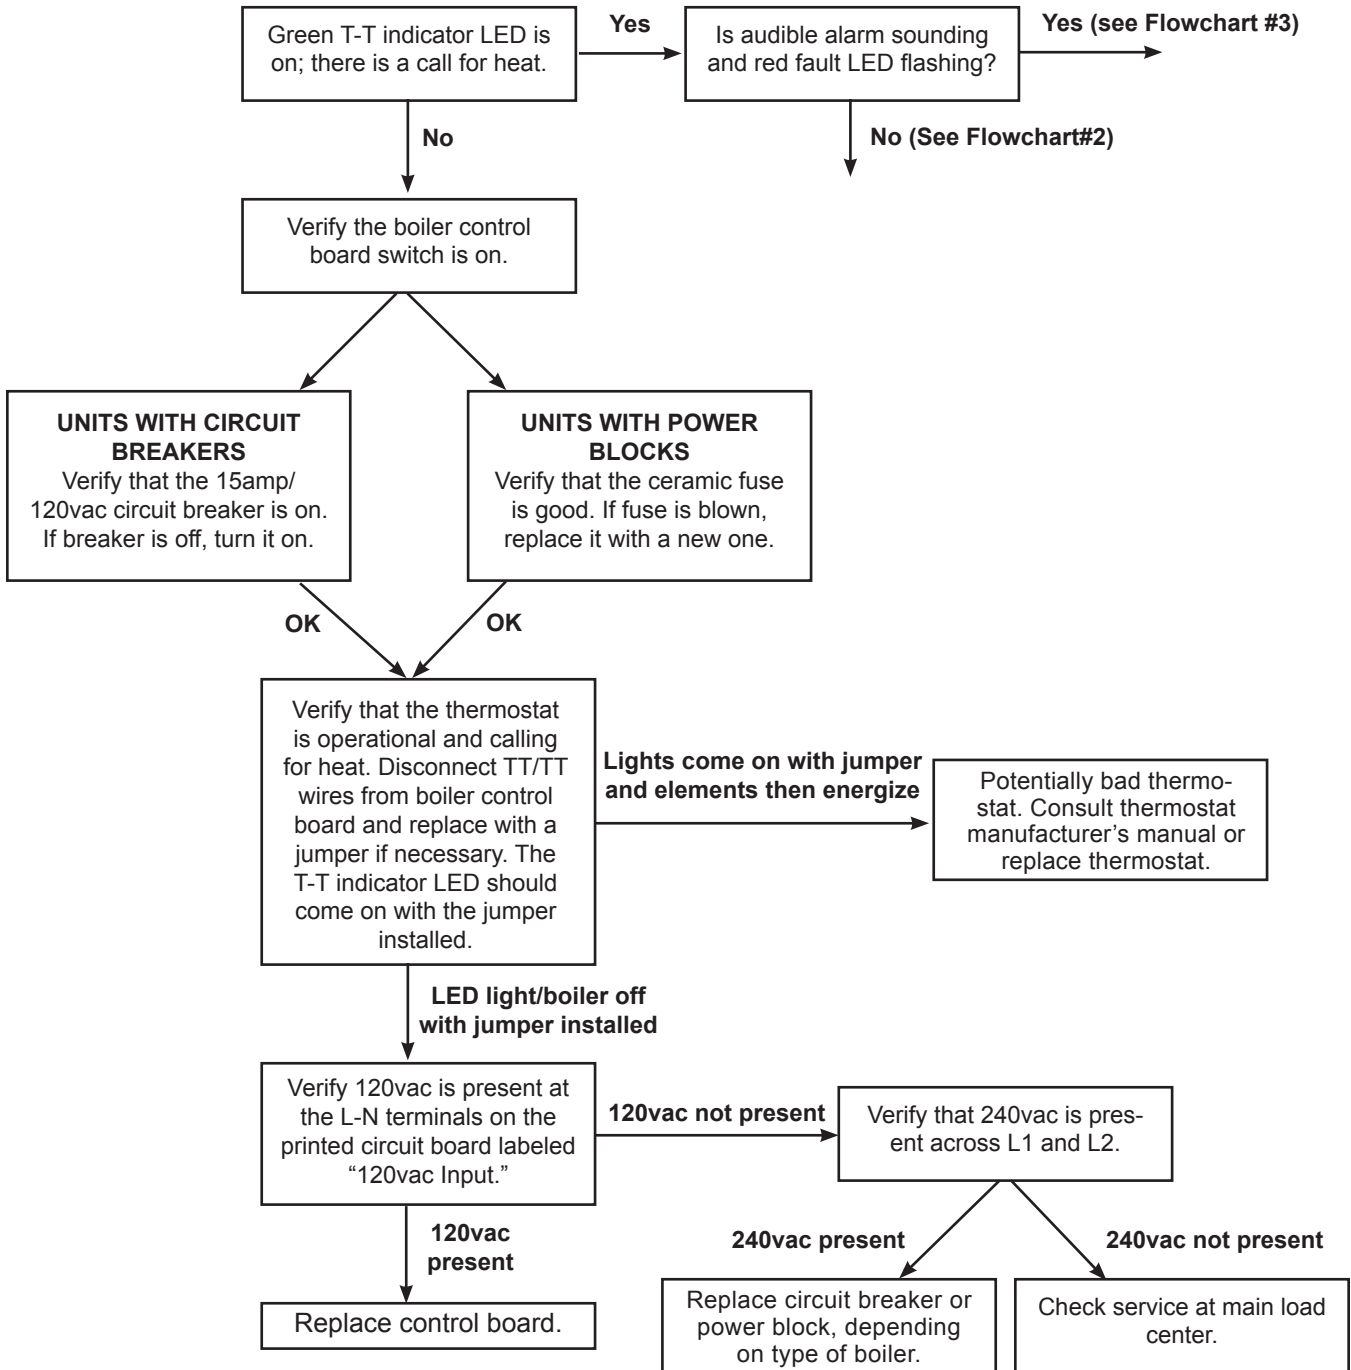 Green T-T indicator LED is
on; there is a call for heat.
Yes
Is audible alarm sounding
and red fault LED flashing?
Yes (see Flowchart #3)
No
No (See Flowchart#2)
Verify the boiler control
board switch is on.
UNITS WITH CIRCUIT
BREAKERS
Verify that the 15amp/
120vac circuit breaker is on.
If breaker is off, turn it on.
UNITS WITH POWER
BLOCKS
Verify that the ceramic fuse
is good. If fuse is blown,
replace it with a new one.
OK
OK
Verify that the thermostat
is operational and calling
for heat. Disconnect TT/TT
wires from boiler control
board and replace with a
jumper if necessary. The
T-T indicator LED should
come on with the jumper
installed.
Lights come on with jumper
and elements then energize
Potentially bad thermo-
stat. Consult thermostat
manufacturer's manual or
replace thermostat.
LED light/boiler off
with jumper installed
Verify 120vac is present at
the L-N terminals on the
printed circuit board labeled
“120vac Input.”
120vac not present
Verify that 240vac is pres-
ent across L1 and L2.
120vac
present
240vac present
240vac not present
Replace control board.
Replace circuit breaker or
power block, depending
on type of boiler.
Check service at main load
center.